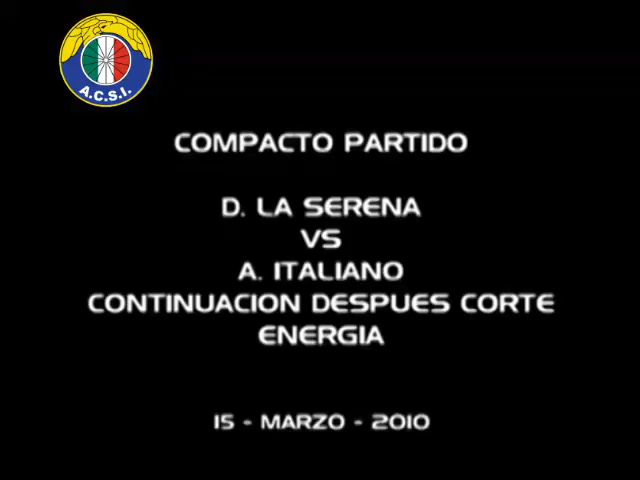 A.C.S.I.
COMPACTO PARTIDO
D. LA SERENA
VS
A. ITALIANO
CONTINUACION DESPUES CORTE
ENERGIA
15 - MARZO - 2010